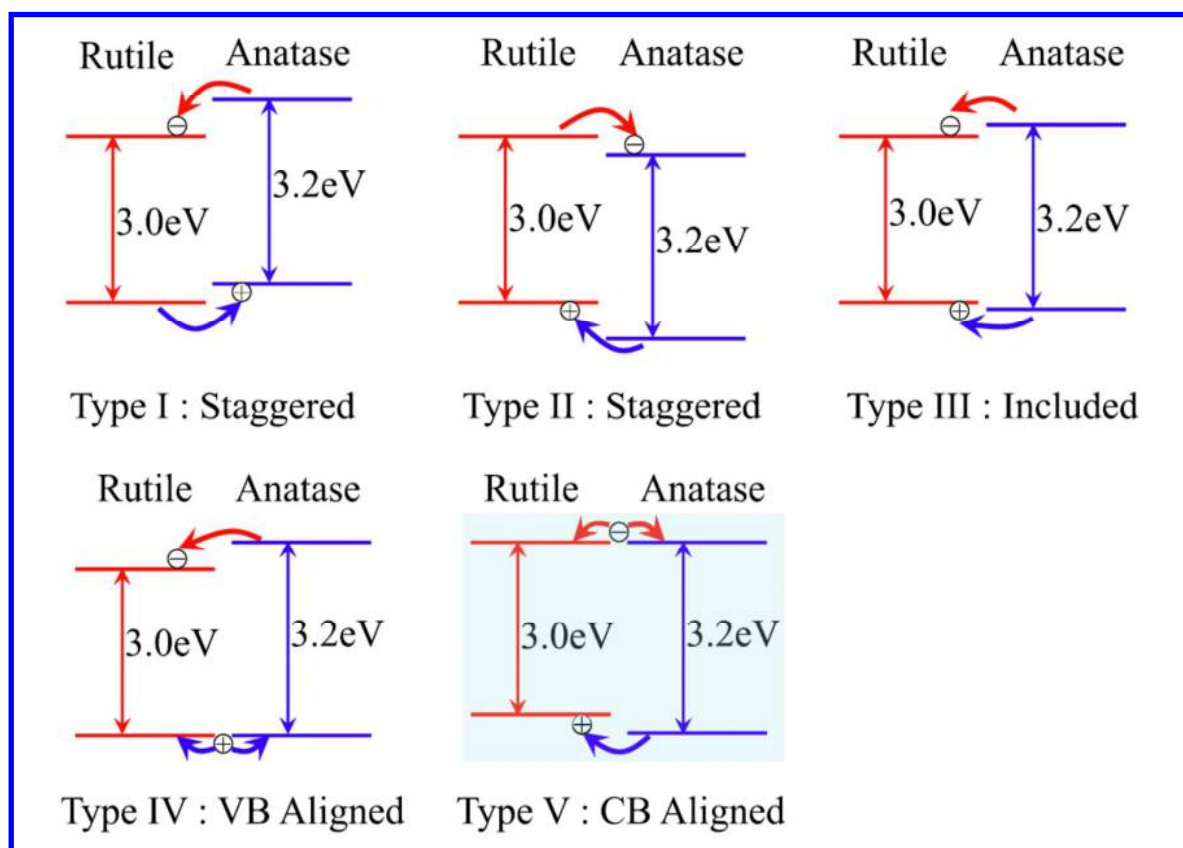 Rutile Anatase
3.0eV 3.2eV
Type I : Staggered
Rutile Anatase
3.0eV 3.2eV
Type II : Staggered
Rutile Anatase
3.0eV 3.2eV
Type III : Included
Rutile Anatase
3.0eV 3.2eV
Type IV : VB Aligned
Rutile Anatase
3.0eV 3.2eV
Type V : CB Aligned